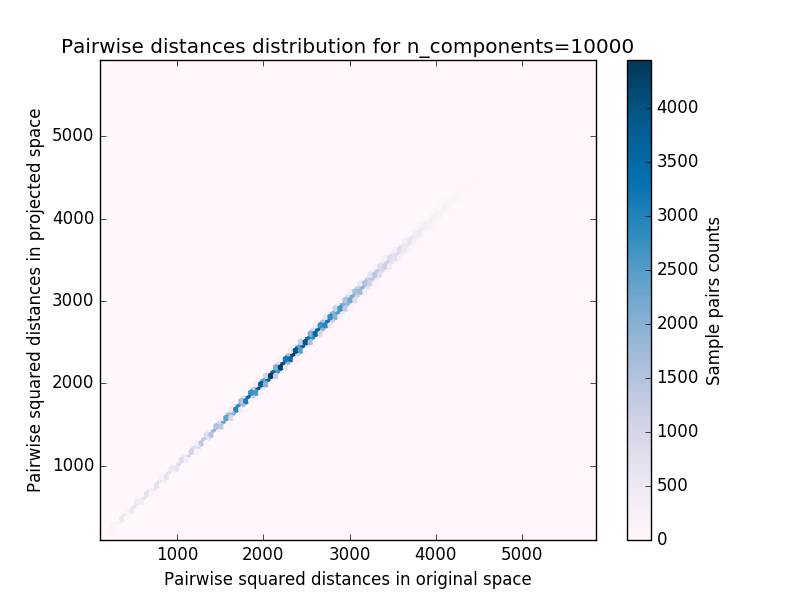 Pairwise distances distribution for n_components=10000
Pairwise squared distances in projected space
5000
4000
3000
2000
1000
1000 2000 3000 4000 5000
Pairwise squared distances in original space
4000
3500
3000
2500
2000
1500
1000
500
0
Sample pairs counts